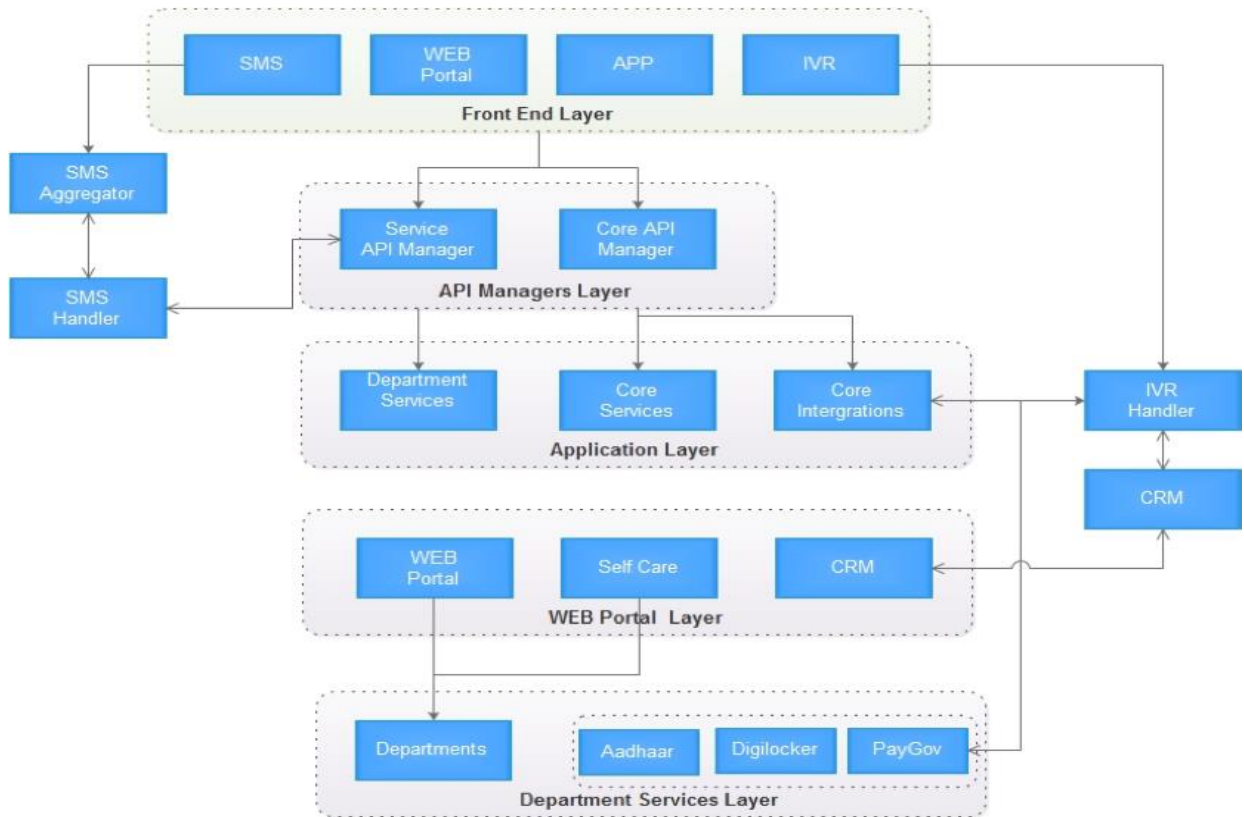 SMS
WEB
Portal
APP
IVR
Front End Layer
SMS
Aggregator
Service
API Manager
Core API
Manager
API Managers Layer
SMS
Handler
Department
Services
Core
Services
Core
Intergrations
IVR
Handler
Application Layer
CRM
WEB
Portal
Self Care
CRM
WEB Portal Layer
Departments
Aadhaar
Digilocker
PayGov
Department Services Layer